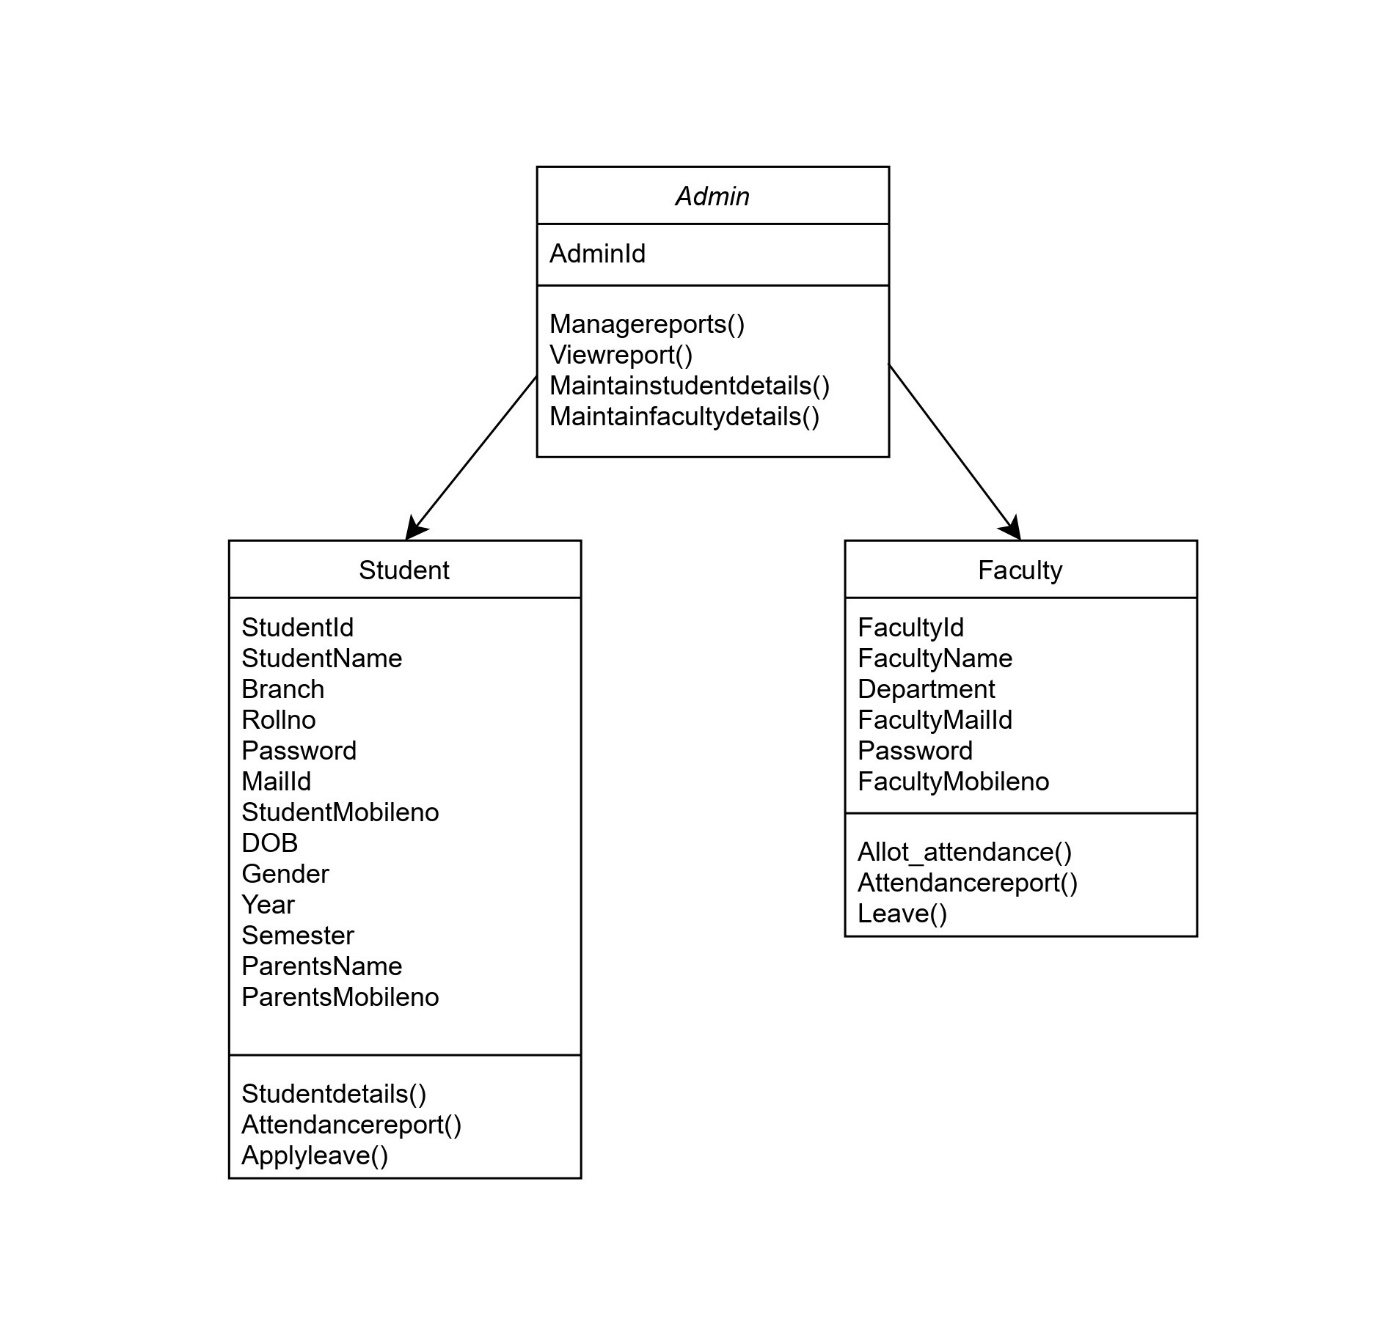 Admin
AdminId
Managereports()
Viewreport()
Maintainstudentdetails()
Maintainfacultydetails()
Student
StudentId
StudentName
Branch
Rollno
Password
MailId
StudentMobileno
DOB
Gender
Year
Semester
ParentsName
ParentsMobileno
Studentdetails()
Attendancereport()
Applyleave()
Faculty
FacultyId
FacultyName
Department
FacultyMailId
Password
FacultyMobileno
Allot_attendance()
Attendancereport()
Leave()